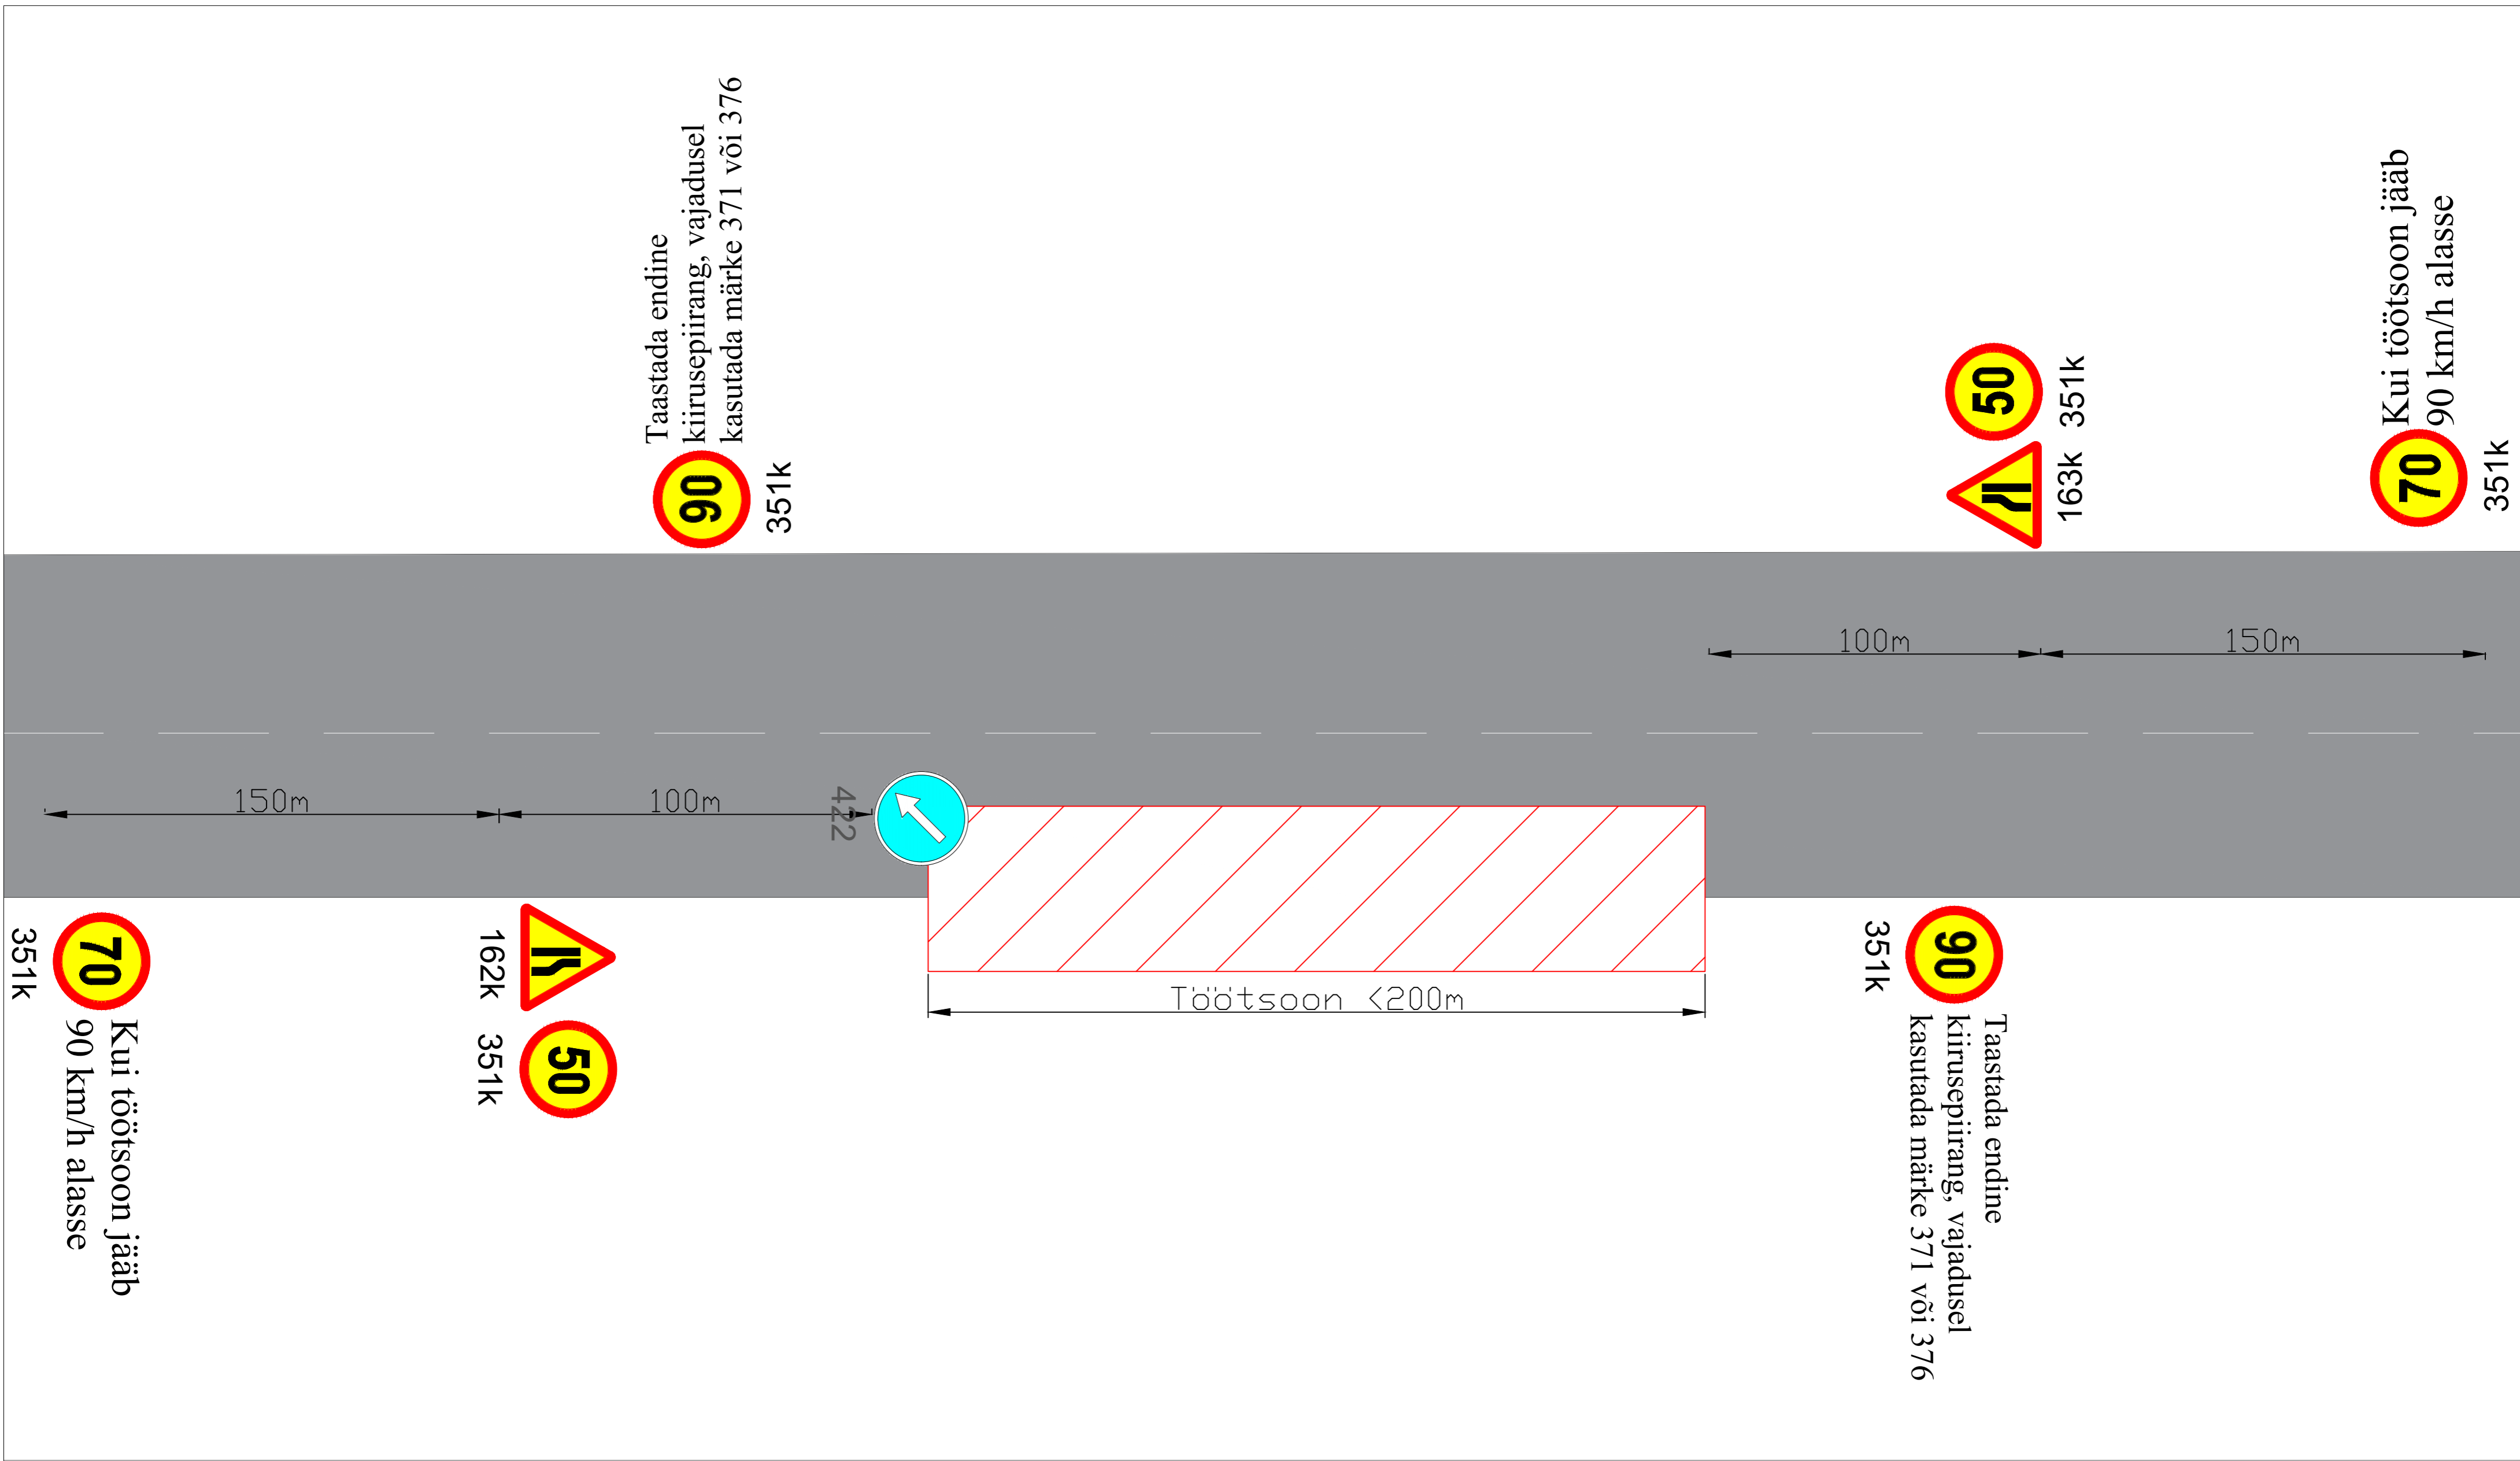 Taastada endine
kiirusepiirang, vajadusel
kasutada märke 371 või 376
90
351k
50
351k
163k
Kui töötsoon jääb
90 km/h alasse
70
351k
100m
150m
150m
100m
422
Töötsoon <200m
70
351k
Kui töötsoon jääb
90 km/h alasse
162k
50
351k
90
351k
Taastada endine
kiirusepiirang, vajadusel
kasutada märke 371 või 376